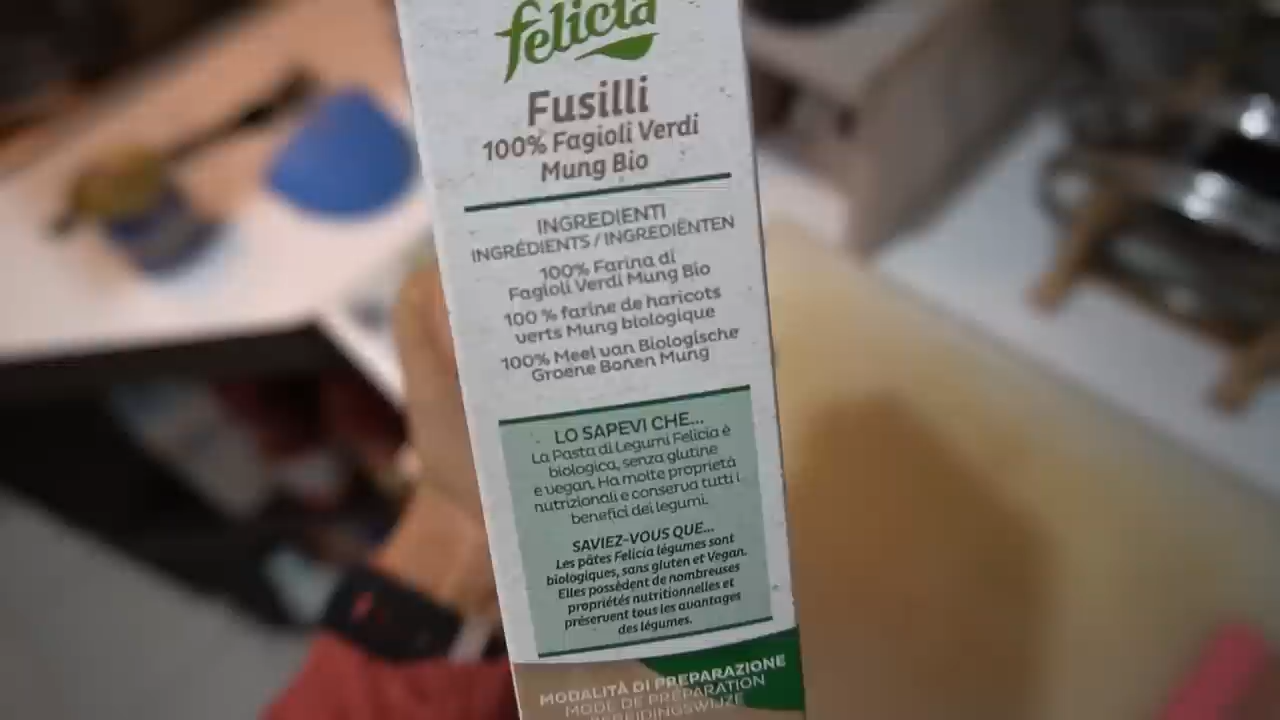 felicia
Fusilli
100% Fagioli Verdi
Mung Bio
INGREDIENTI
INGRÉDIENTS / INGREDIËNTEN
100% Farina di
Fagioli Verdi Mung Bio
100 % farine de haricots
verts Mung biologique
100% Meel van Biologische
Groene Bonen Mung
LO SAPEVI CHE...
La Pasta di Legumi Felicia è
biologica, senza glutine
e vegan. Ha molte proprietà
nutrizionali e conserva tutti i
benefici dei legumi.
SAVIEZ-VOUS QUE...
Les pâtes Felicia légumes sont
biologiques, sans gluten et Vegan.
Elles possèdent de nombreuses
propriétés nutritionnelles et
préservent tous les avantages
des légumes.
MODALITÀ DI PREPARAZIONE
MODE DE PRÉPARATION
BEREIDINGSWIJZE